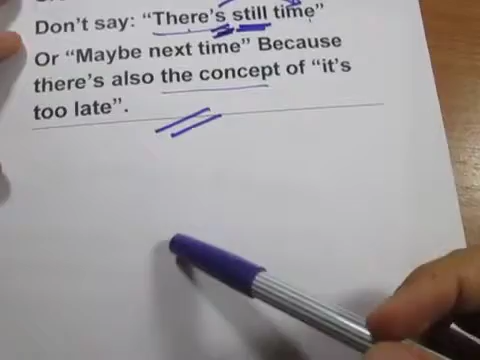 Don't say: “There's still time”
Or “Maybe next time” Because
there's also the concept of “it's
too late”.